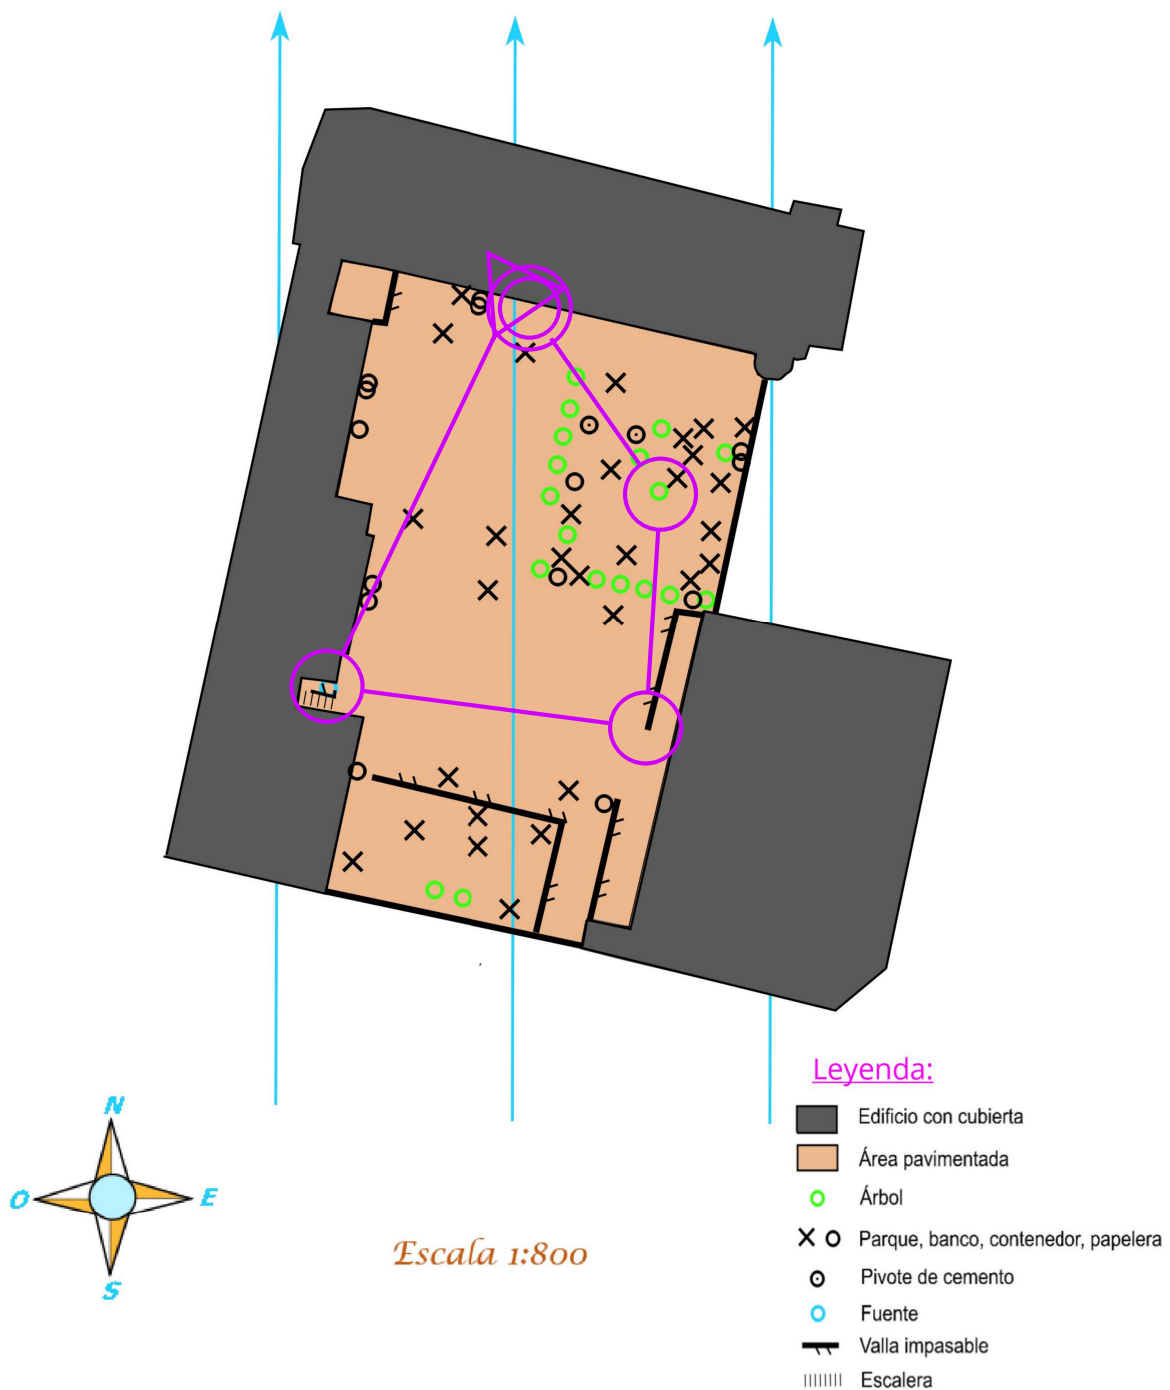 Leyenda:
Edificio con cubierta
Área pavimentada
Árbol
Parque, banco, contenedor, papelera
Pivote de cemento
Fuente
Valla impasable
Escalera
N
O
E
S
Escala 1:800